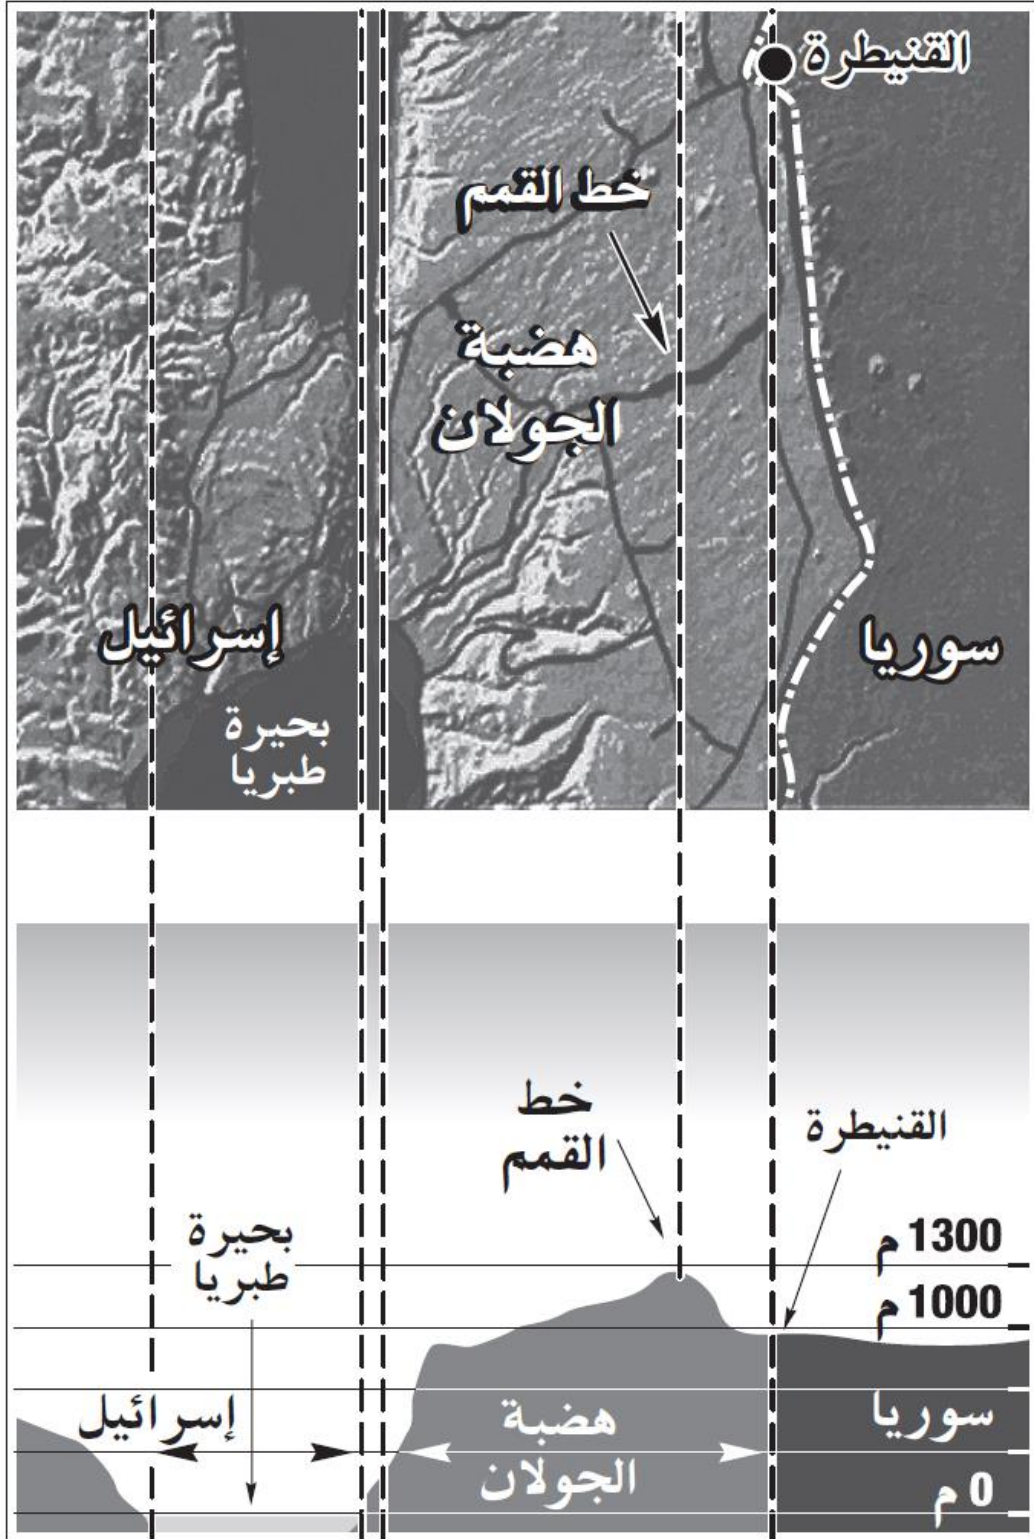 القنيطرة
خط القمم
هضبة
الجولان
إسرائيل
سوريا
بحيرة
طبريا
خط
القمم
القنيطرة
بحيرة
طبريا
1300 م
1000 م
إسرائيل
هضبة
الجولان
سوريا
0 م